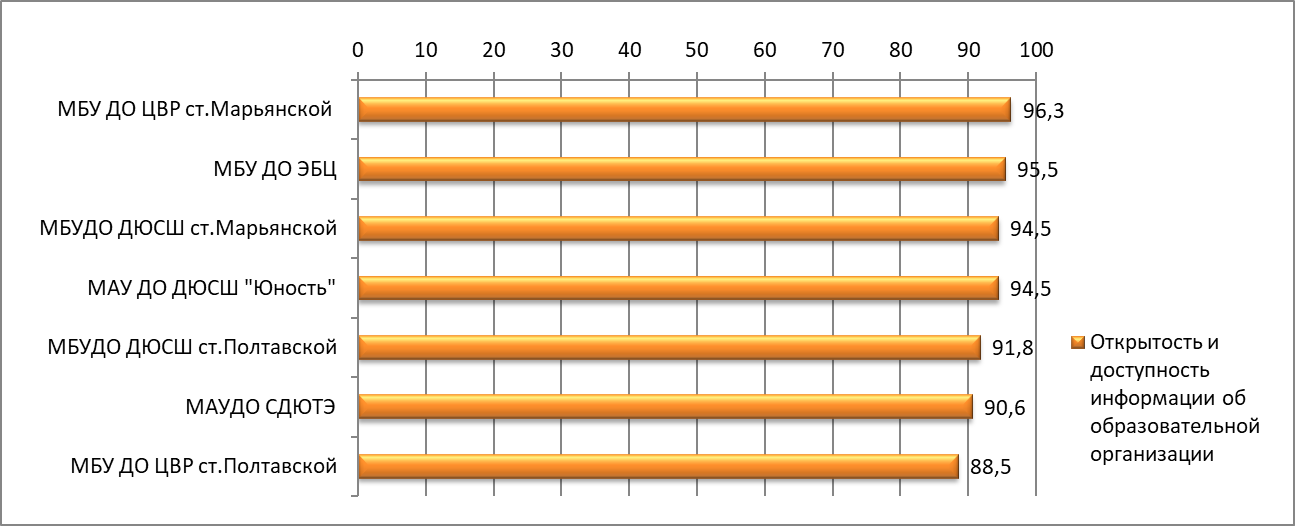 0 10 20 30 40 50 60 70 80 90 100
МБУ ДО ЦВР ст.Марьянской 96,3
МБУ ДО ЭБЦ 95,5
МБУДО ДЮСШ ст.Марьянской 94,5
МАУ ДО ДЮСШ "Юность" 94,5
МБУДО ДЮСШ ст.Полтавской 91,8
МАУДО СДЮТЭ 90,6
МБУ ДО ЦВР ст.Полтавской 88,5
Открытость и
доступность
информации об
образовательной
организации